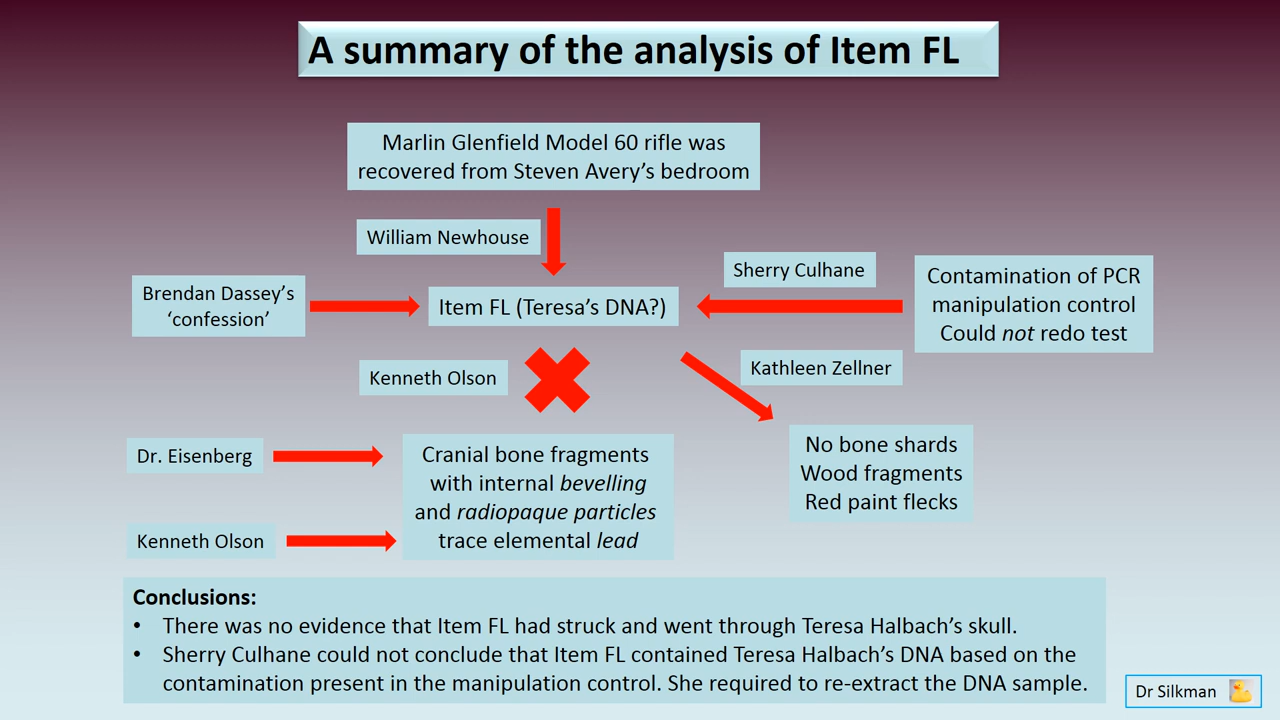 A summary of the analysis of Item FL
Marlin Glenfield Model 60 rifle was
recovered from Steven Avery's bedroom
William Newhouse
Sherry Culhane
Contamination of PCR
manipulation control
Could not redo test
Brendan Dassey's
'confession'
Item FL (Teresa's DNA?)
Kenneth Olson
Kathleen Zellner
Dr. Eisenberg
Cranial bone fragments
with internal bevelling
and radiopaque particles
trace elemental lead
No bone shards
Wood fragments
Red paint flecks
Kenneth Olson
Conclusions:
• There was no evidence that Item FL had struck and went through Teresa Halbach's skull.
• Sherry Culhane could not conclude that Item FL contained Teresa Halbach's DNA based on the
contamination present in the manipulation control. She required to re-extract the DNA sample.
Dr Silkman